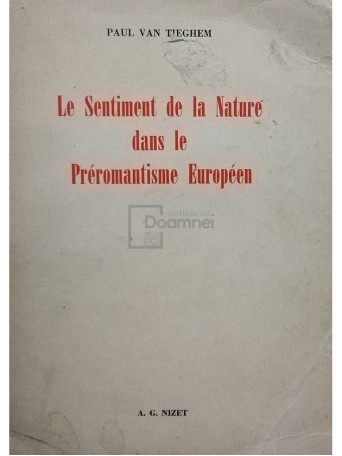 PAUL VAN TIEGHEM
Le Sentiment de la Nature
dans le
Préromantisme Européen
Doamnei
A. G. NIZET